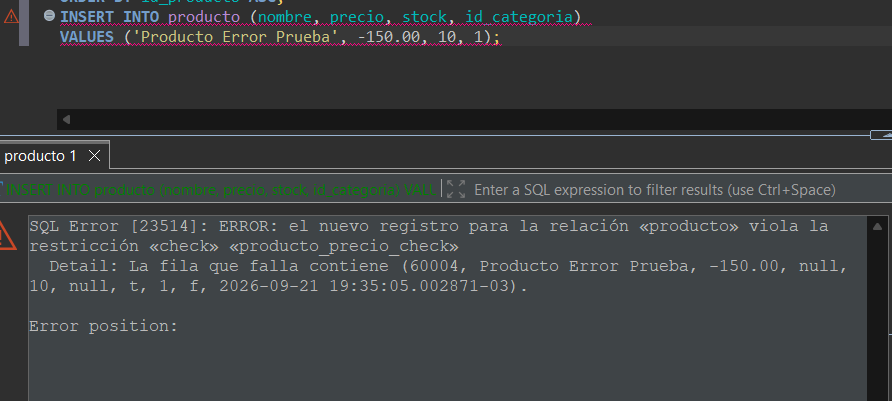 ORDER BY id_producto ASC;
INSERT INTO producto (nombre, precio, stock, id_categoria)
VALUES ('Producto Error Prueba', -150.00, 10, 1);
producto 1
INSERT INTO producto (nombre, precio, stock, id_categoria) VALU
Enter a SQL expression to filter results (use Ctrl+Space)
SQL Error [23514]: ERROR: el nuevo registro para la relación «producto» viola la
restricción «check» «producto_precio_check»
Detail: La fila que falla contiene (60004, Producto Error Prueba, -150.00, null,
10, null, t, 1, f, 2026-09-21 19:35:05.002871-03).
Error position: